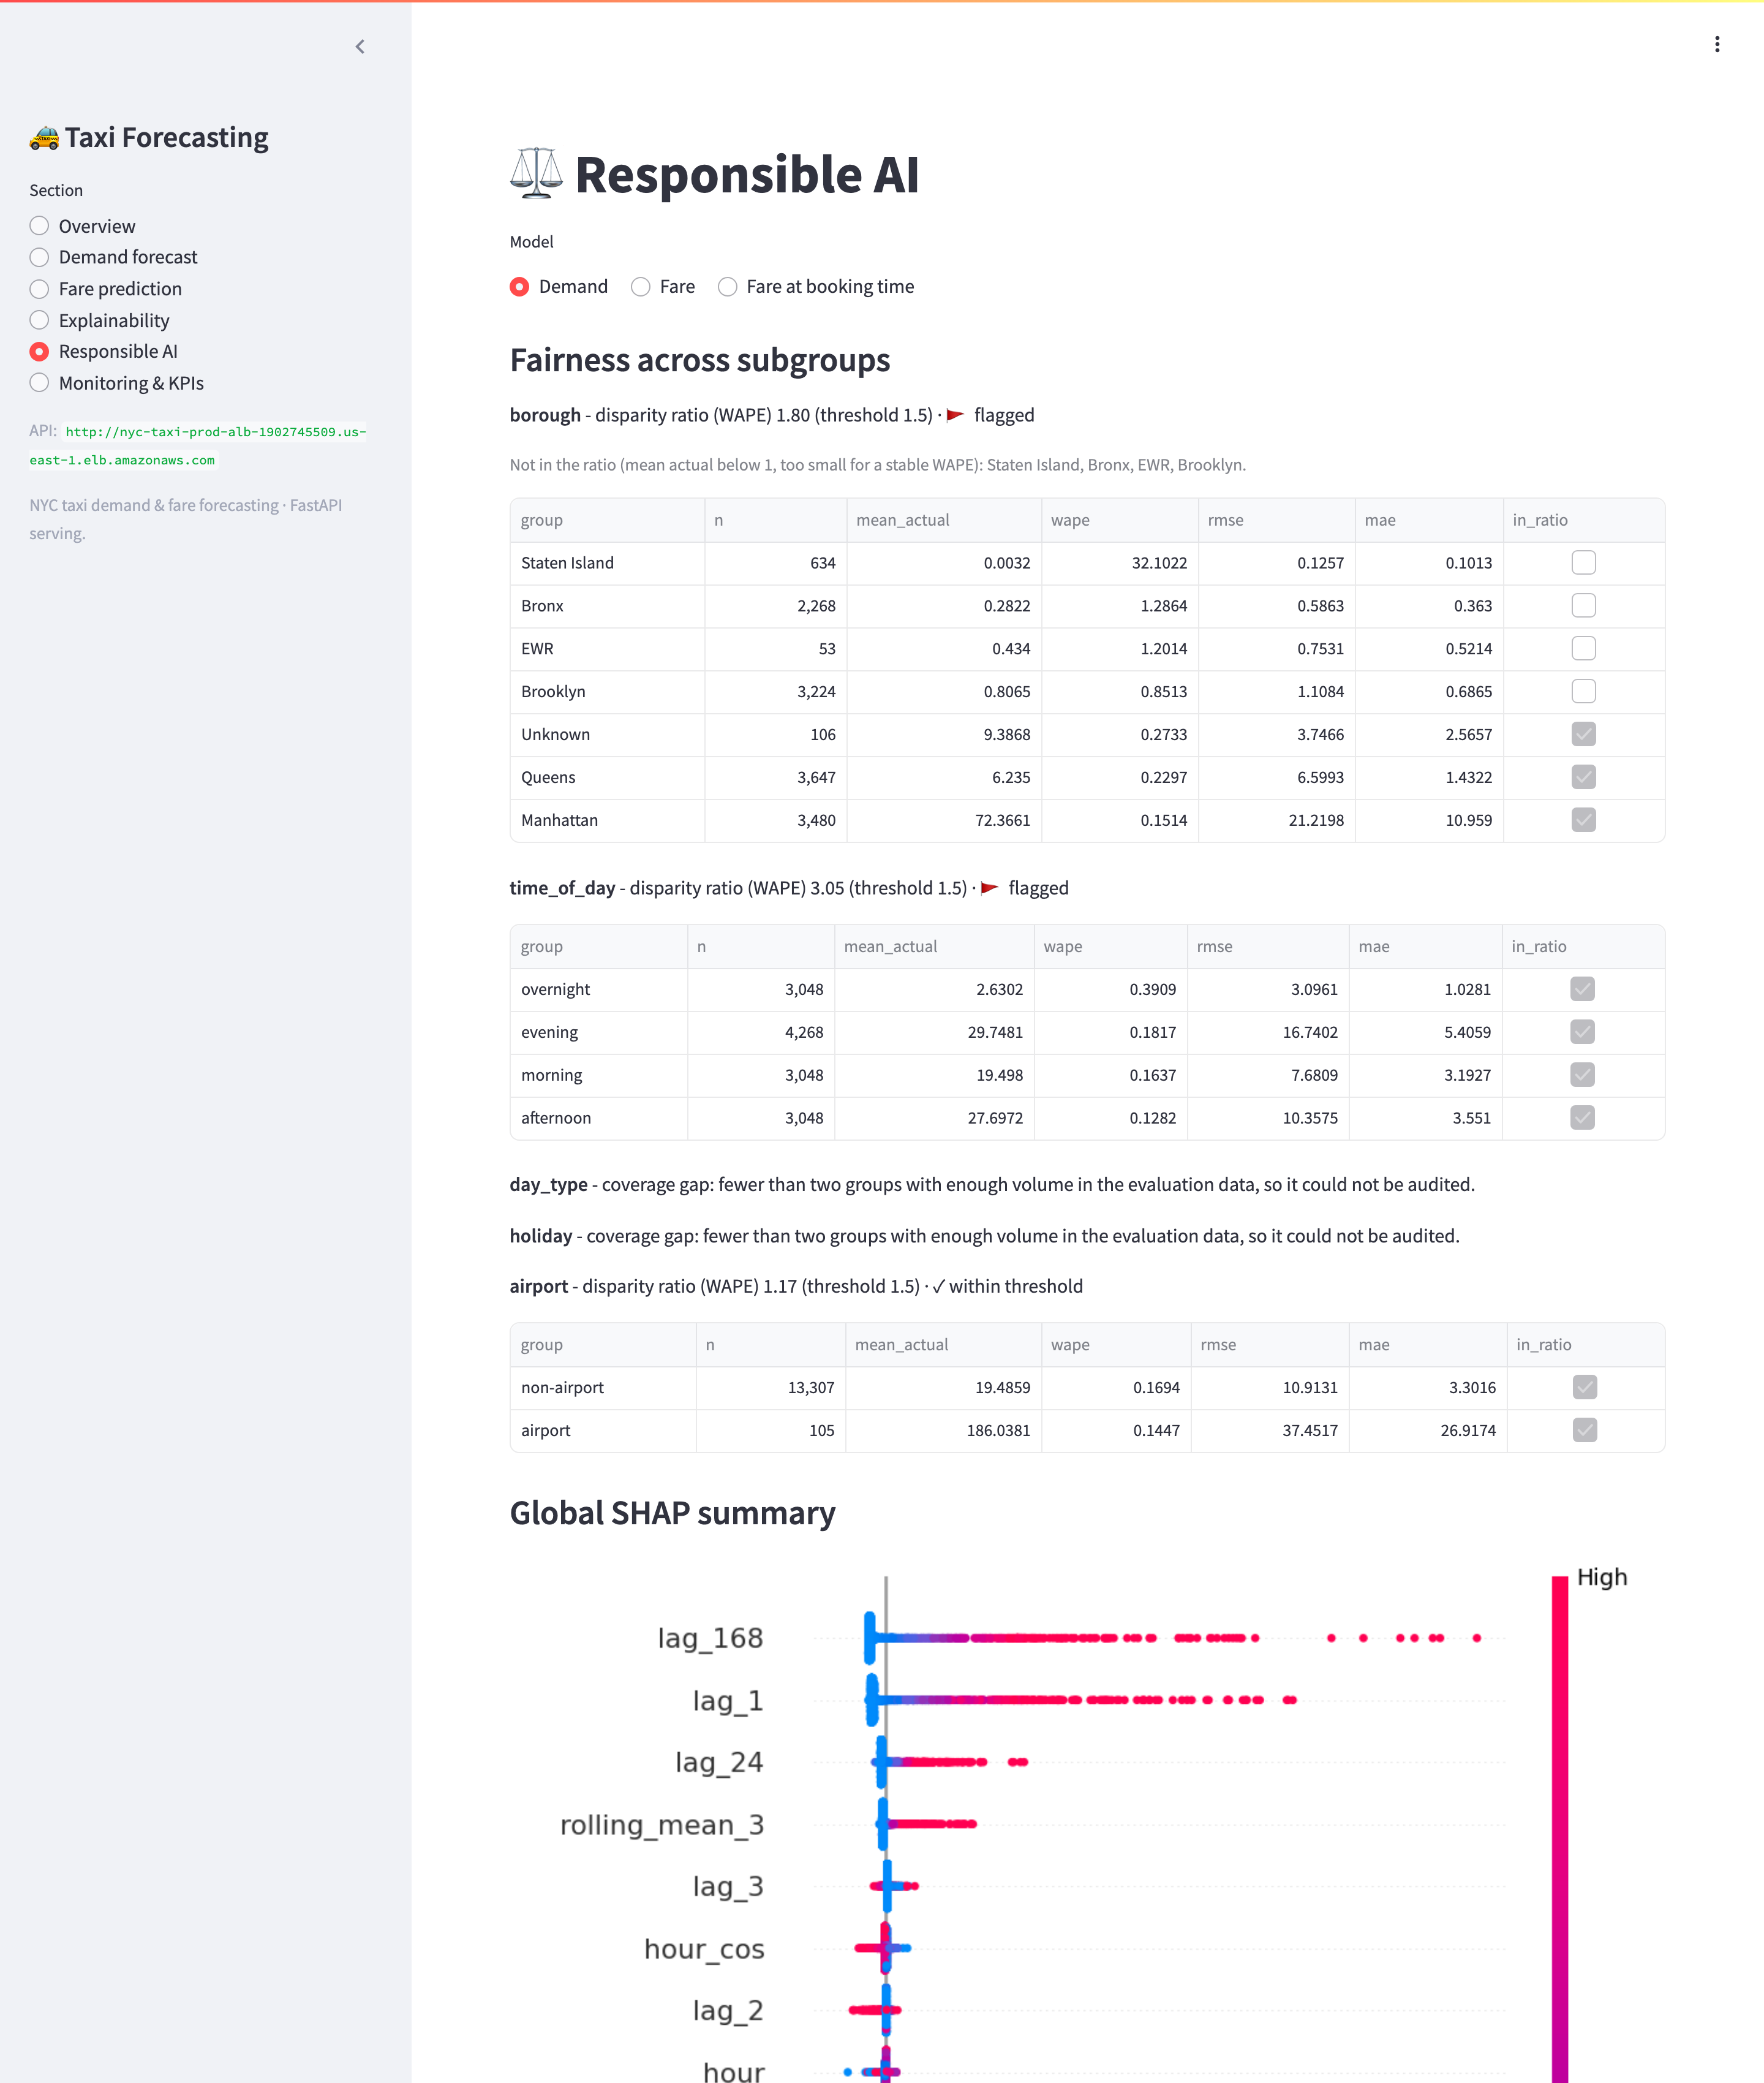 🚕 Taxi Forecasting
Section
Overview
Demand forecast
Fare prediction
Explainability
Responsible AI
Monitoring & KPIs
API: http://nyc-taxi-prod-alb-1902745509.us-
east-1.elb.amazonaws.com
NYC taxi demand & fare forecasting · FastAPI
serving.
⚖️ Responsible AI
Model
Demand Fare Fare at booking time
Fairness across subgroups
borough - disparity ratio (WAPE) 1.80 (threshold 1.5) · 🚩 flagged
Not in the ratio (mean actual below 1, too small for a stable WAPE): Staten Island, Bronx, EWR, Brooklyn.
group n mean_actual wape rmse mae in_ratio
Staten Island 634 0.0032 32.1022 0.1257 0.1013
Bronx 2,268 0.2822 1.2864 0.5863 0.363
EWR 53 0.434 1.2014 0.7531 0.5214
Brooklyn 3,224 0.8065 0.8513 1.1084 0.6865
Unknown 106 9.3868 0.2733 3.7466 2.5657
Queens 3,647 6.235 0.2297 6.5993 1.4322
Manhattan 3,480 72.3661 0.1514 21.2198 10.959
time_of_day - disparity ratio (WAPE) 3.05 (threshold 1.5) · 🚩 flagged
group n mean_actual wape rmse mae in_ratio
overnight 3,048 2.6302 0.3909 3.0961 1.0281
evening 4,268 29.7481 0.1817 16.7402 5.4059
morning 3,048 19.498 0.1637 7.6809 3.1927
afternoon 3,048 27.6972 0.1282 10.3575 3.551
day_type - coverage gap: fewer than two groups with enough volume in the evaluation data, so it could not be audited.
holiday - coverage gap: fewer than two groups with enough volume in the evaluation data, so it could not be audited.
airport - disparity ratio (WAPE) 1.17 (threshold 1.5) · ✓ within threshold
group n mean_actual wape rmse mae in_ratio
non-airport 13,307 19.4859 0.1694 10.9131 3.3016
airport 105 186.0381 0.1447 37.4517 26.9174
Global SHAP summary
High
lag_168
lag_1
lag_24
rolling_mean_3
lag_3
hour_cos
lag_2
hour